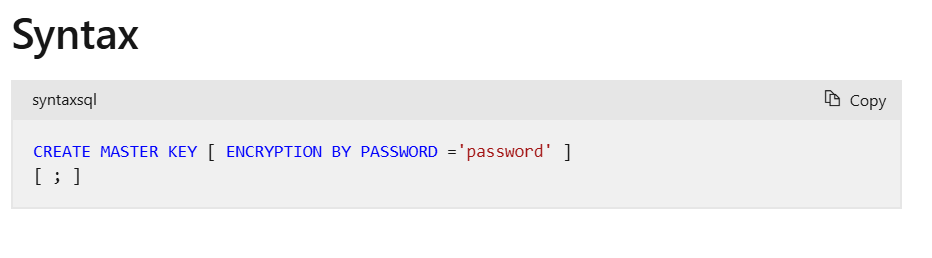 Syntax
syntaxsql
Copy
CREATE MASTER KEY [ ENCRYPTION BY PASSWORD ='password' ]
[ ; ]